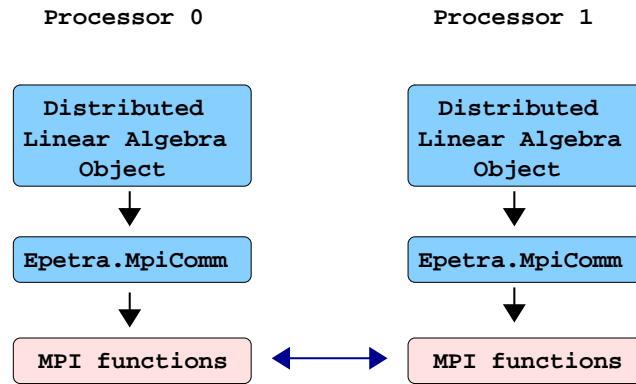 Processor 0
Processor 1
Distributed
Linear Algebra
Object
Distributed
Linear Algebra
Object
Epetra.MpiComm
Epetra.MpiComm
MPI functions
MPI functions